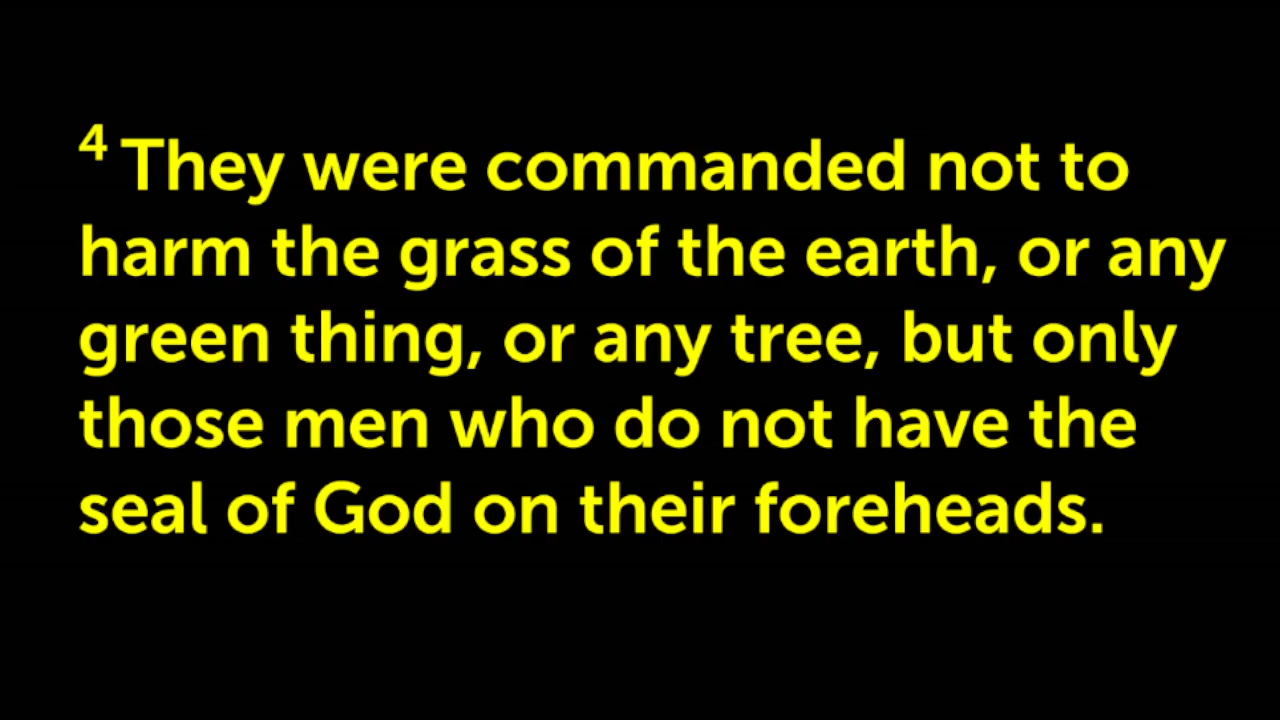 4 They were commanded not to
harm the grass of the earth, or any
green thing, or any tree, but only
those men who do not have the
seal of God on their foreheads.